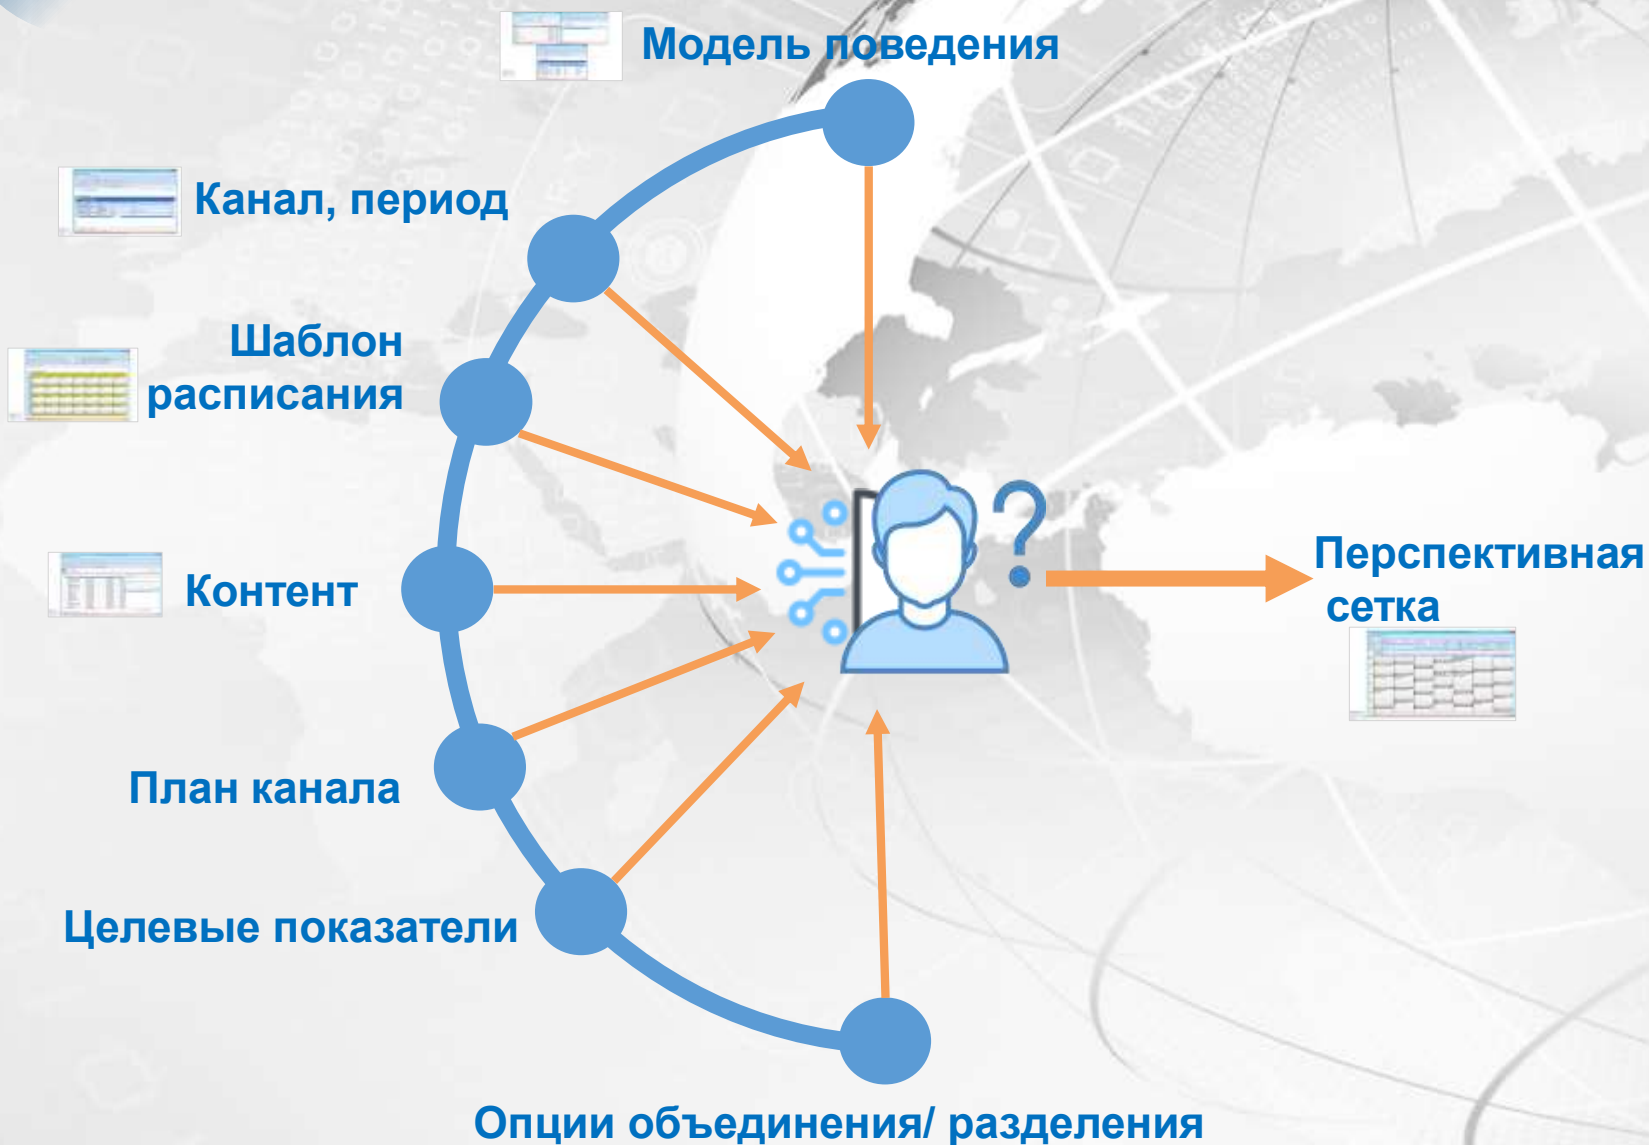 Модель поведения
Канал, период
Шаблон
расписания
Контент
План канала
Целевые показатели
Опции объединения/ разделения
?
Перспективная
сетка